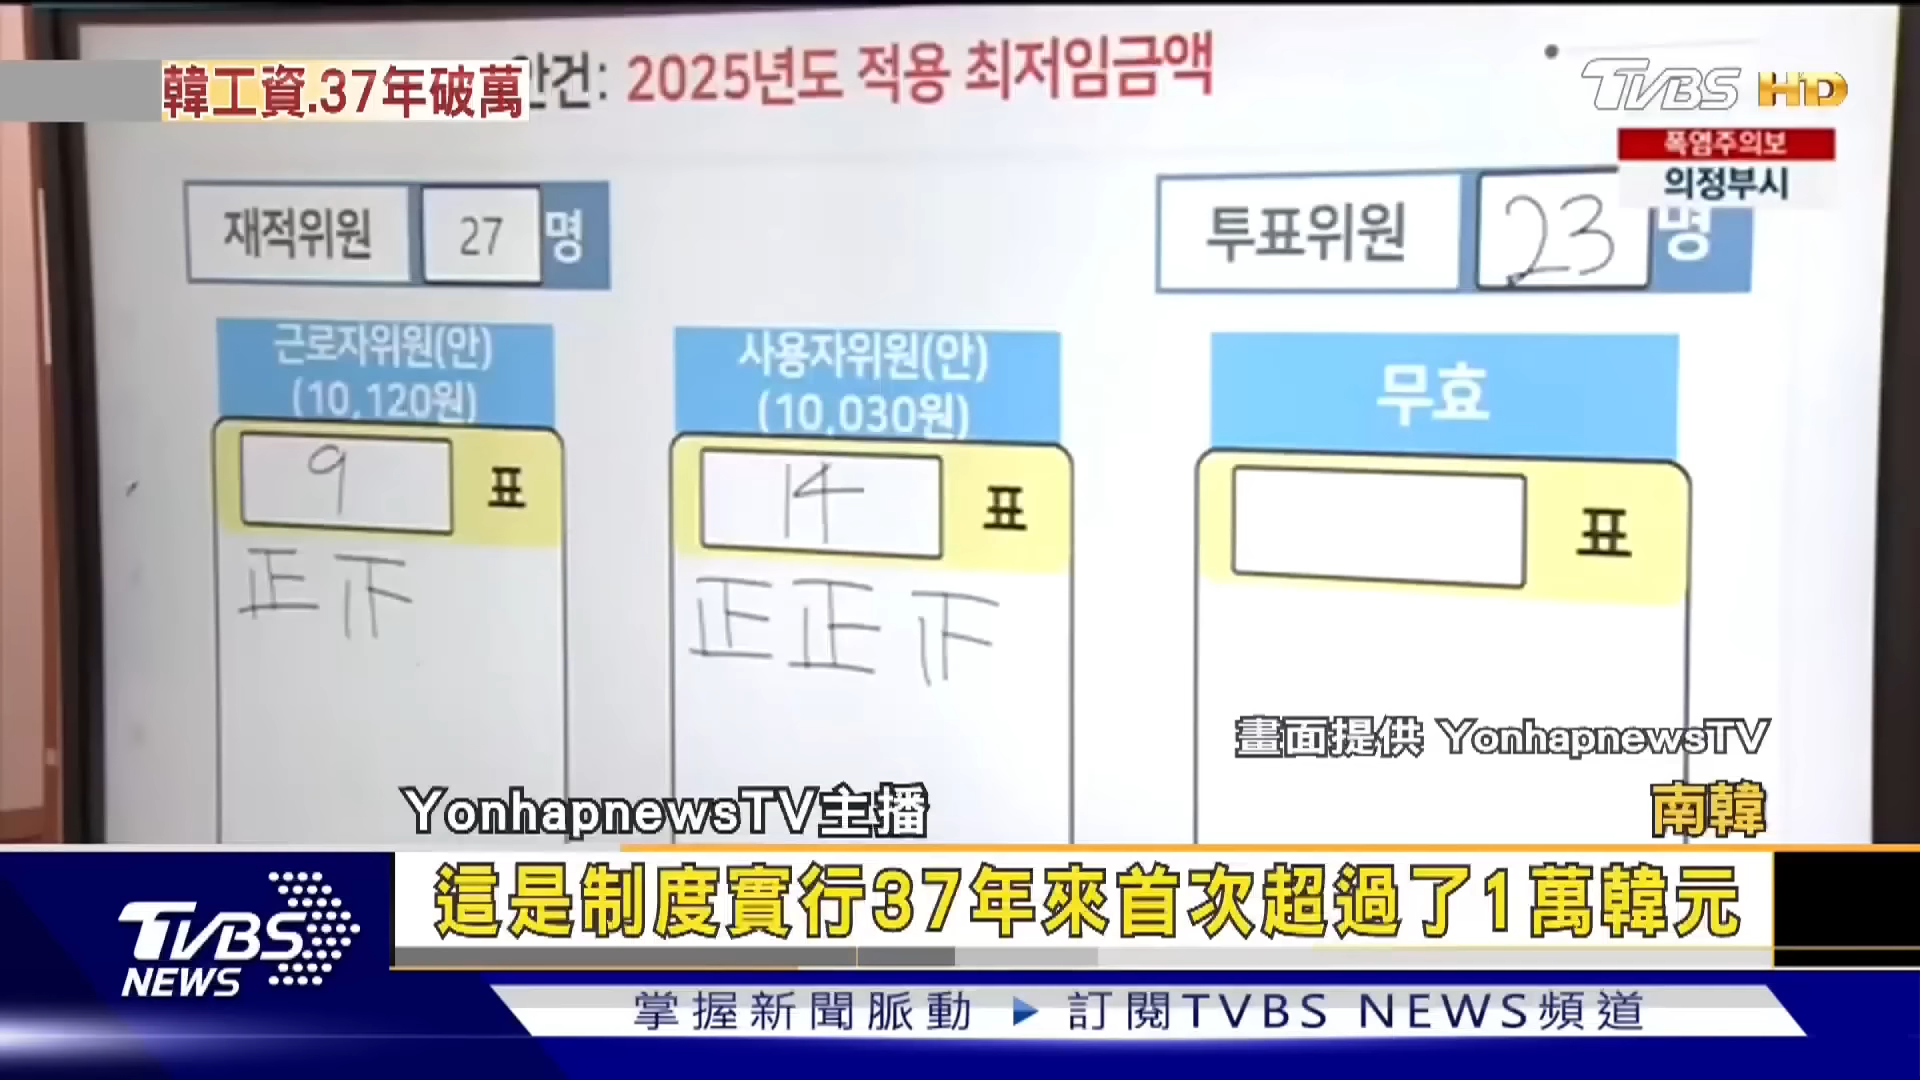 韓工資.37年破萬
안건: 2025년도 적용 최저임금액
TVBS HD
폭염주의보
의정부시
재적위원 27 명
투표위원 23 명
근로자위원(안)
(10,120원)
9 표
正 正
사용자위원(안)
(10,030원)
14 표
正 正 正
무효
표
畫面提供 YonhapnewsTV
YonhapnewsTV主播
南韓
這是制度實行37年來首次超過了1萬韓元
TVBS
NEWS
掌握新聞脈動 ▶ 訂閱TVBS NEWS頻道